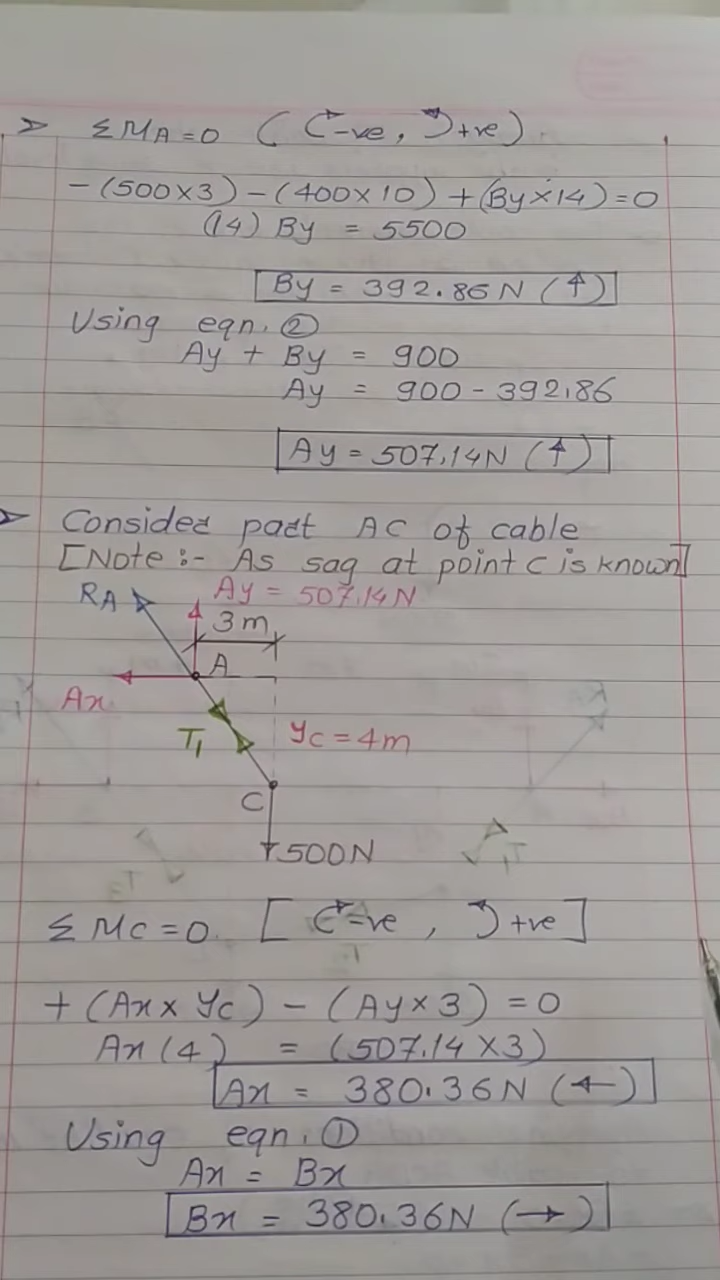 ➢ ΣMA=0 (↻-ve, ↺+ve)
-(500×3)-(400×10)+(By×14)=0
(14) By = 5500
By = 392.86N (↑)
Using eqn. ②
Ay + By = 900
Ay = 900-392.86
Ay = 507.14N (↑)
➢ Consider part AC of cable
[Note :- As sag at point C is known]
RA Ay = 507.14N
3m
A
Ax
T1 yc = 4m
C
500N
ΣMC=0. [↻-ve, ↺+ve]
+(Ax × yc) - (Ay×3) = 0
Ax(4) = (507.14×3)
Ax = 380.36N (←)
Using eqn. ①
Ax = Bx
Bx = 380.36N (→)